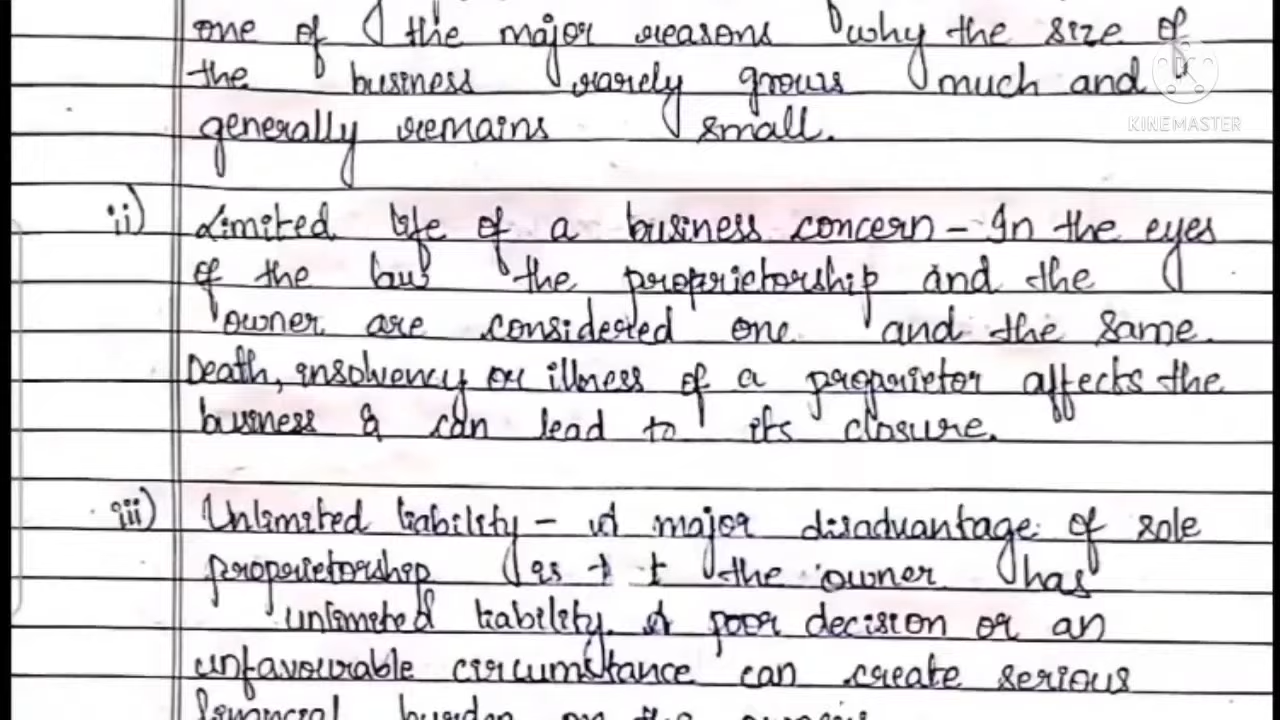 one of the major reasons why the size of
the business rarely grows much and
generally remains small.
KINEMASTER
ii) Limited life of a business concern - In the eyes
of the law the proprietorship and the
owner are considered one and the same.
Death, insolvency or illness of a proprietor affects the
business & can lead to its closure.
iii) Unlimited liability - A major disadvantage of sole
proprietorship is the owner has
unlimited liability. A poor decision or an
unfavourable circumstance can create serious
financial burden on the